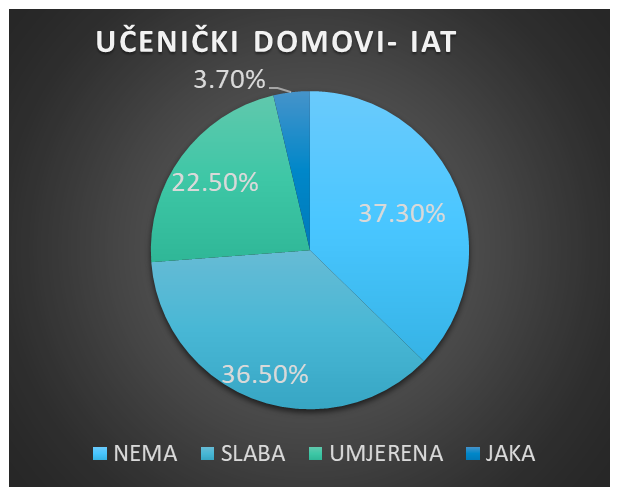 UČENIČKI DOMOVI- IAT
3.70%
22.50%
37.30%
36.50%
NEMA SLABA UMJERENA JAKA